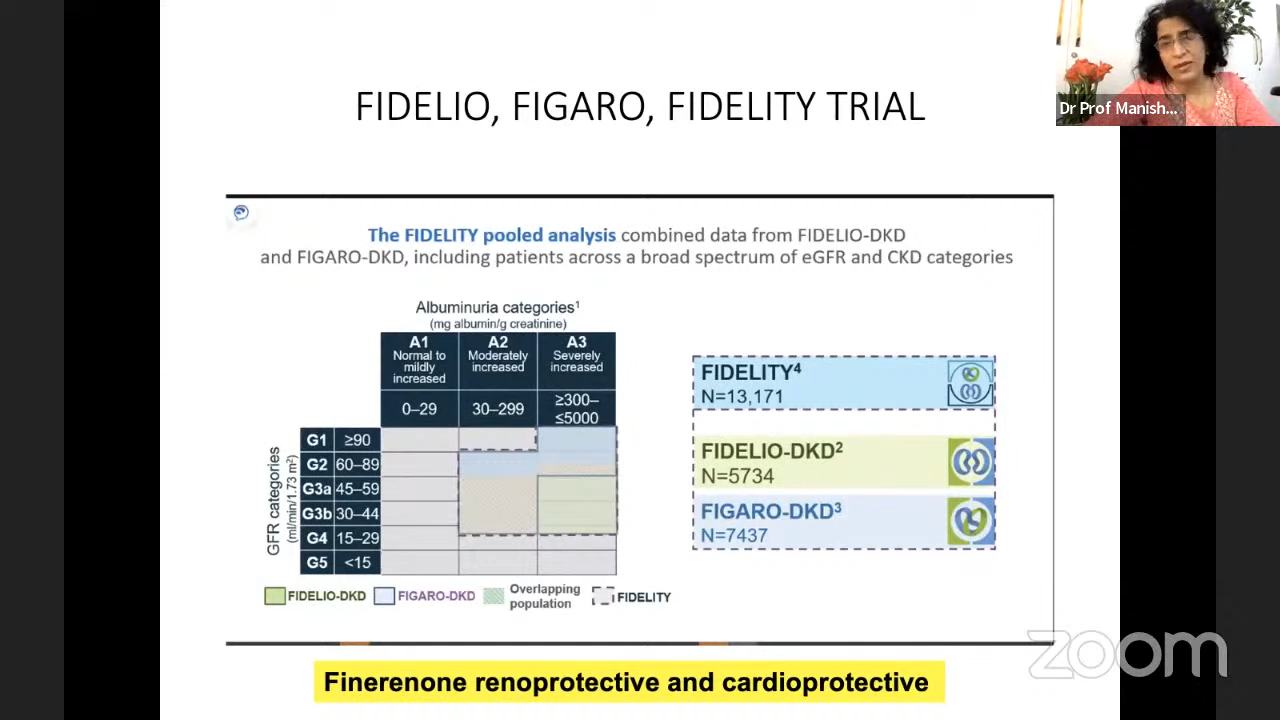 Dr Prof Manish...
FIDELIO, FIGARO, FIDELITY TRIAL
The FIDELITY pooled analysis combined data from FIDELIO-DKD
and FIGARO-DKD, including patients across a broad spectrum of eGFR and CKD categories
Albuminuria categories¹
(mg albumin/g creatinine)
A1 A2 A3
Normal to mildly increased
Moderately increased
Severely increased
0–29 30–299 ≥300–≤5000
GFR categories
(ml/min/1.73 m²)
G1 ≥90
G2 60–89
G3a 45–59
G3b 30–44
G4 15–29
G5 <15
FIDELIO-DKD FIGARO-DKD Overlapping population FIDELITY
FIDELITY⁴
N=13,171
FIDELIO-DKD²
N=5734
FIGARO-DKD³
N=7437
Finerenone renoprotective and cardioprotective
zoom